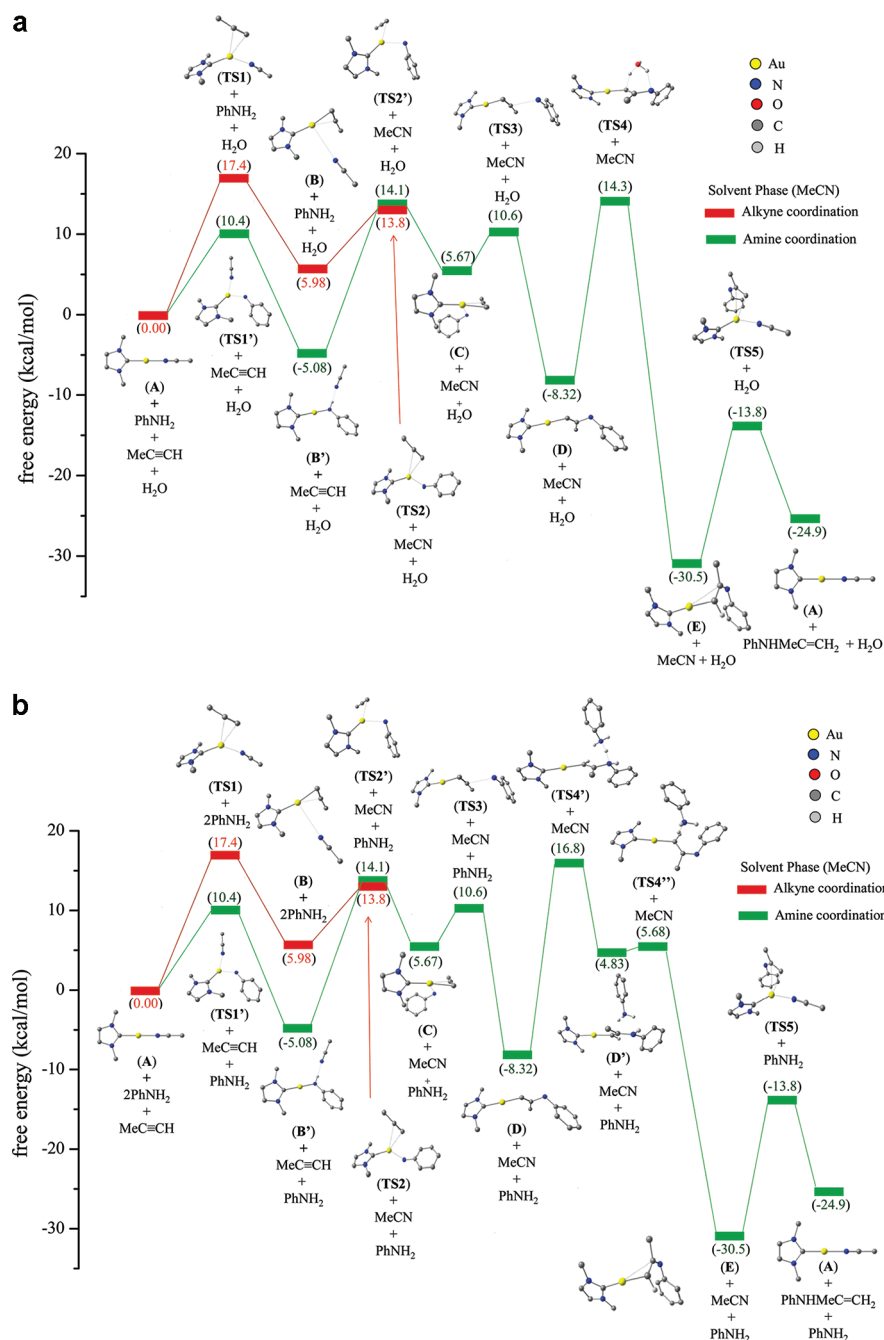 a
(TS1)
+
PhNH2
+
H2O
(17.4)
(10.4)
(TS1')
+
MeC≡CH
+
H2O
(0.00)
(A)
+
PhNH2
+
MeC≡CH
+
H2O
(B)
+
PhNH2
+
H2O
(5.98)
(-5.08)
(B')
+
MeC≡CH
+
H2O
(TS2')
+
MeCN
+
H2O
(14.1)
(13.8)
(TS2)
+
MeCN
+
H2O
(5.67)
(C)
+
MeCN
+
H2O
(TS3)
+
MeCN
+
H2O
(10.6)
(-8.32)
(D)
+
MeCN
+
H2O
(TS4)
+
MeCN
(14.3)
(-30.5)
(E)
+
MeCN + H2O
(TS5)
+
H2O
(-13.8)
(-24.9)
(A)
+
PhNHMeC=CH2 + H2O
Au
N
O
C
H
Solvent Phase (MeCN)
Alkyne coordination
Amine coordination
free energy (kcal/mol)
20
10
0
-10
-20
-30
b
(TS1)
+
2PhNH2
(17.4)
(10.4)
(TS1')
+
MeC≡CH
+
PhNH2
(0.00)
(A)
+
2PhNH2
+
MeC≡CH
(B)
+
2PhNH2
(5.98)
(-5.08)
(B')
+
MeC≡CH
+
PhNH2
(TS2')
+
MeCN
+
PhNH2
(14.1)
(13.8)
(TS2)
+
MeCN
+
PhNH2
(5.67)
(C)
+
MeCN
+
PhNH2
(TS3)
+
MeCN
+
PhNH2
(10.6)
(-8.32)
(D)
+
MeCN
+
PhNH2
(TS4')
+
MeCN
(16.8)
(4.83)
(D')
+
MeCN
+
PhNH2
(TS4'')
+
MeCN
(5.68)
(-30.5)
(E)
+
MeCN
+
PhNH2
(TS5)
+
PhNH2
(-13.8)
(-24.9)
(A)
+
PhNHMeC=CH2
+
PhNH2
Au
N
O
C
H
Solvent Phase (MeCN)
Alkyne coordination
Amine coordination
free energy (kcal/mol)
20
10
0
-10
-20
-30